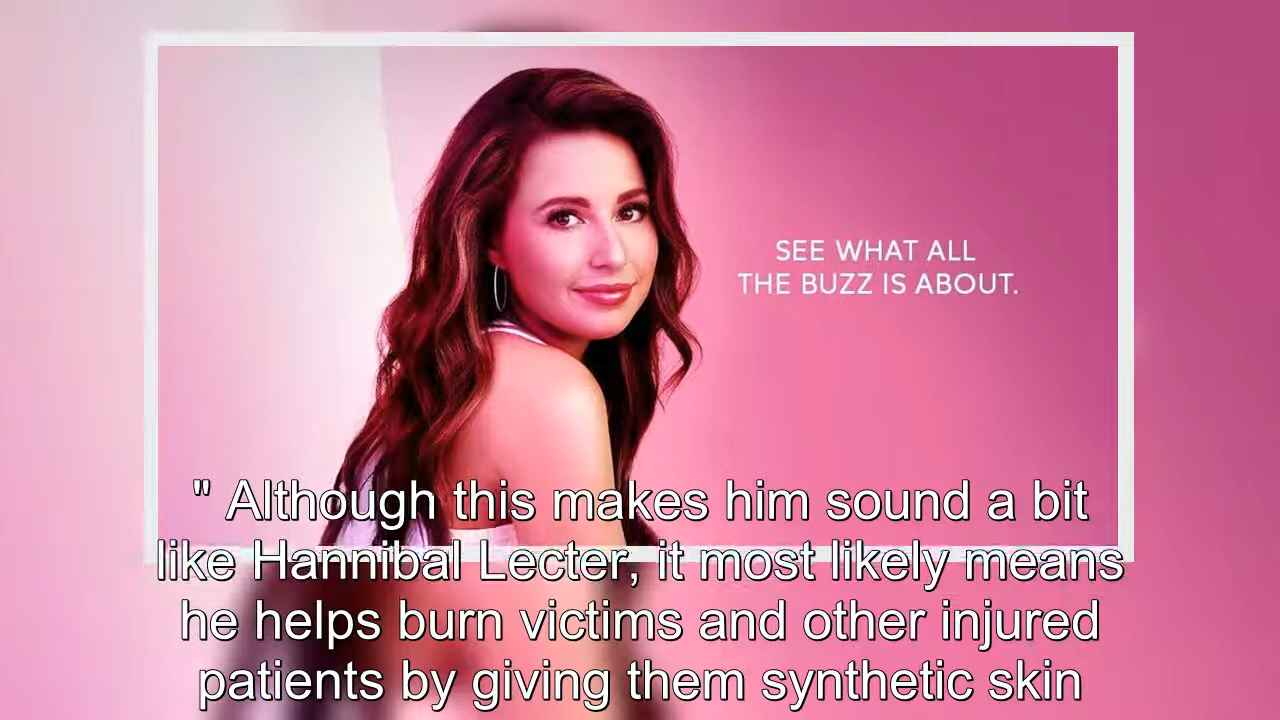 SEE WHAT ALL
THE BUZZ IS ABOUT.
" Although this makes him sound a bit
like Hannibal Lecter, it most likely means
he helps burn victims and other injured
patients by giving them synthetic skin